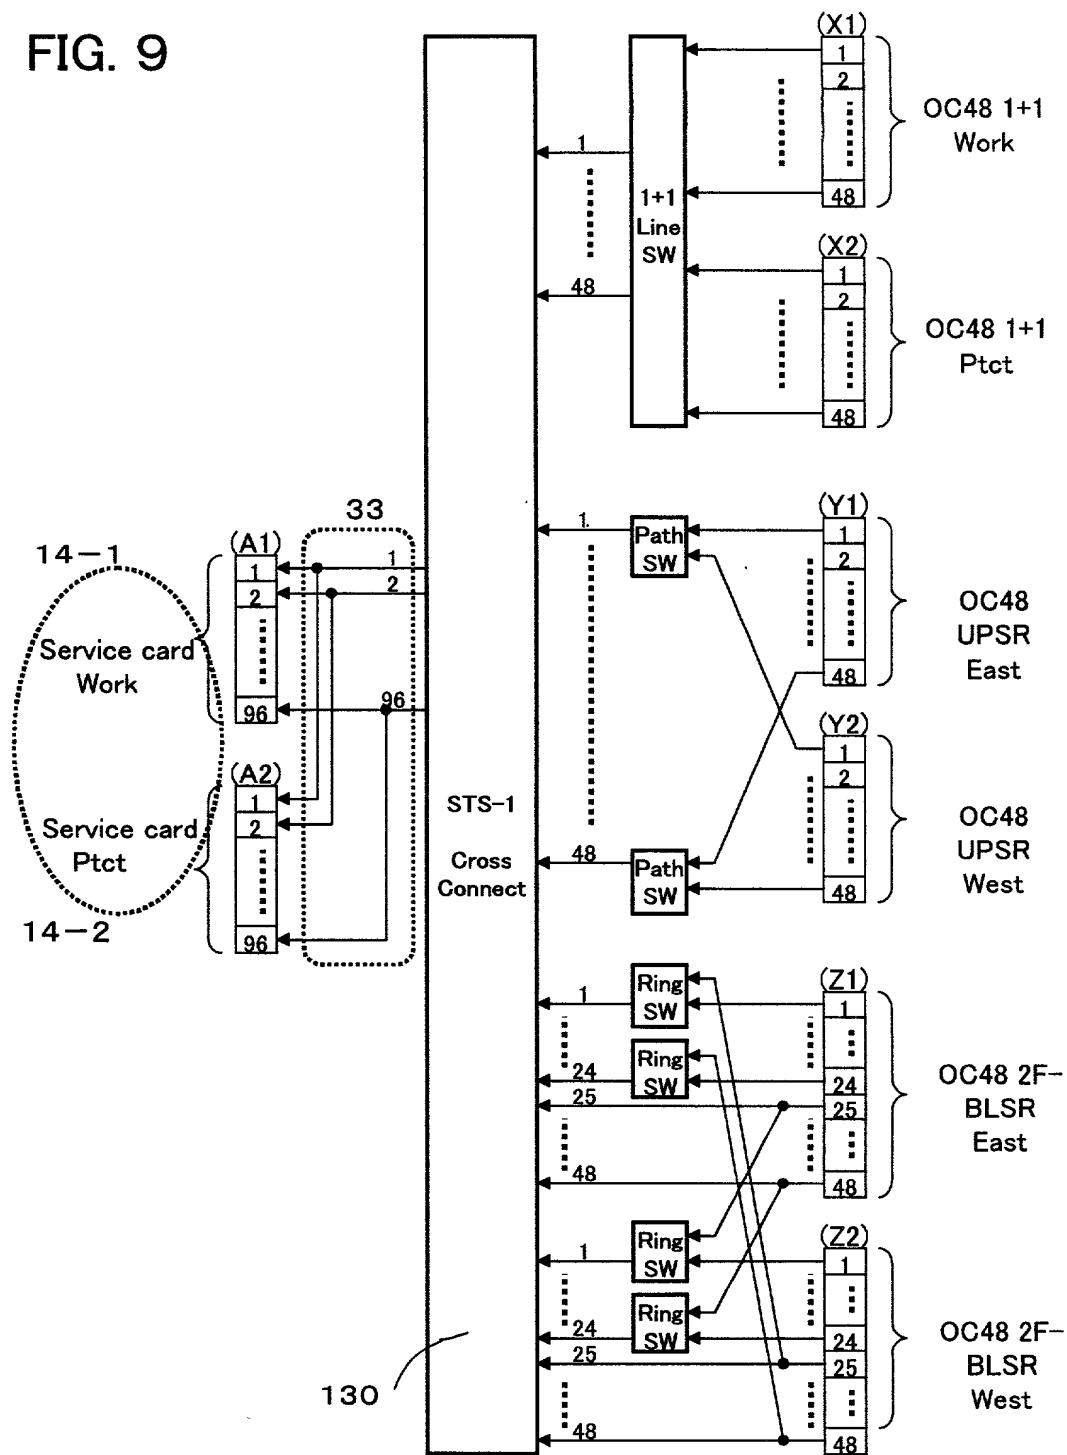 FIG. 9
(X1)
1
2
48
OC48 1+1
Work
(X2)
1
2
48
OC48 1+1
Ptct
1+1
Line
SW
1
48
(Y1)
1
2
48
OC48
UPSR
East
(Y2)
1
2
48
OC48
UPSR
West
Path
SW
1
Path
SW
48
33
14-1
(A1)
1
2
96
Service card
Work
1
2
96
(A2)
1
2
96
Service card
Ptct
14-2
STS-1
Cross
Connect
130
(Z1)
1
24
25
48
OC48 2F-
BLSR
East
Ring
SW
1
Ring
SW
24
25
48
(Z2)
1
24
25
48
OC48 2F-
BLSR
West
Ring
SW
1
Ring
SW
24
25
48